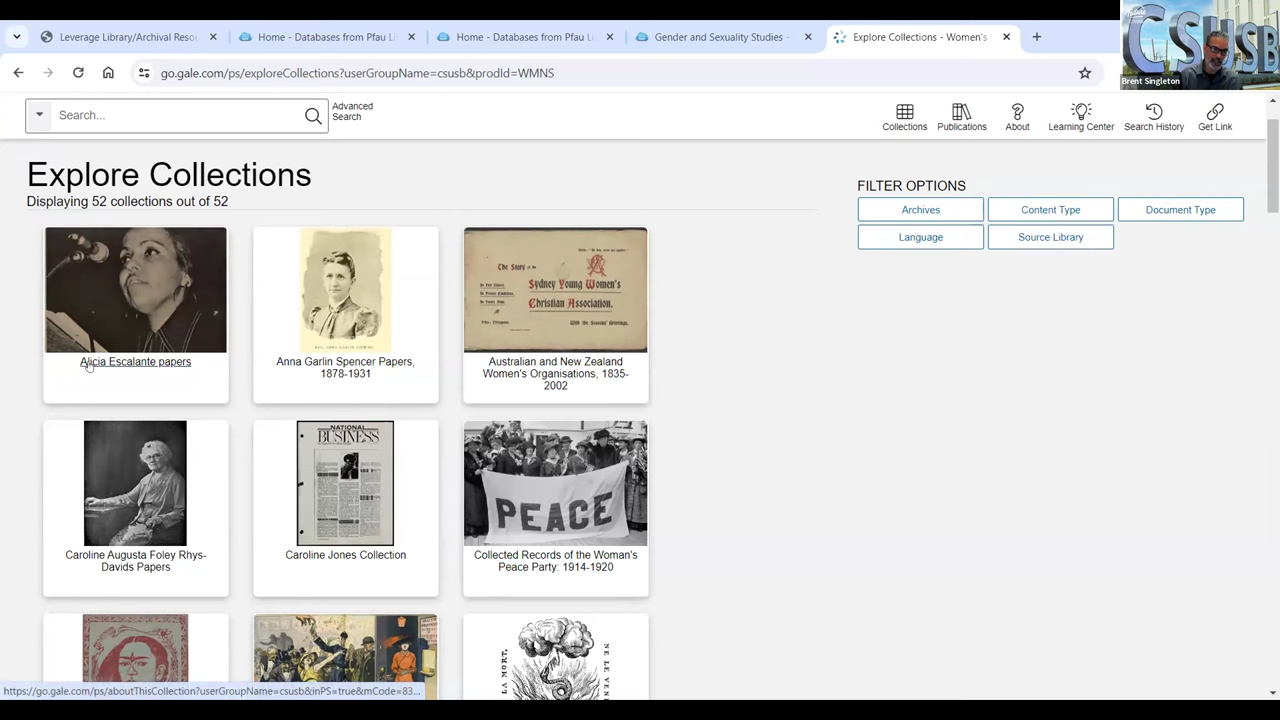 Leverage Library/Archival Reso
Home - Databases from Pfau Li
Home - Databases from Pfau Li
Gender and Sexuality Studies -
Explore Collections - Women's
go.gale.com/ps/exploreCollections?userGroupName=csusb&prodId=WMNS
CSUSB
Brent Singleton
Search...
Advanced
Search
Collections
Publications
About
Learning Center
Search History
Get Link
Explore Collections
Displaying 52 collections out of 52
FILTER OPTIONS
Archives
Content Type
Document Type
Language
Source Library
The Story of the
Sydney Young Women's
Christian Association.
Alicia Escalante papers
Anna Garlin Spencer Papers,
1878-1931
Australian and New Zealand
Women's Organisations, 1835-
2002
NATIONAL
BUSINESS
PEACE
Caroline Augusta Foley Rhys-
Davids Papers
Caroline Jones Collection
Collected Records of the Woman's
Peace Party: 1914-1920
LA MORT,
NE LE VEN
https://go.gale.com/ps/aboutThisCollection?userGroupName=csusb&inPS=true&mCode=83...